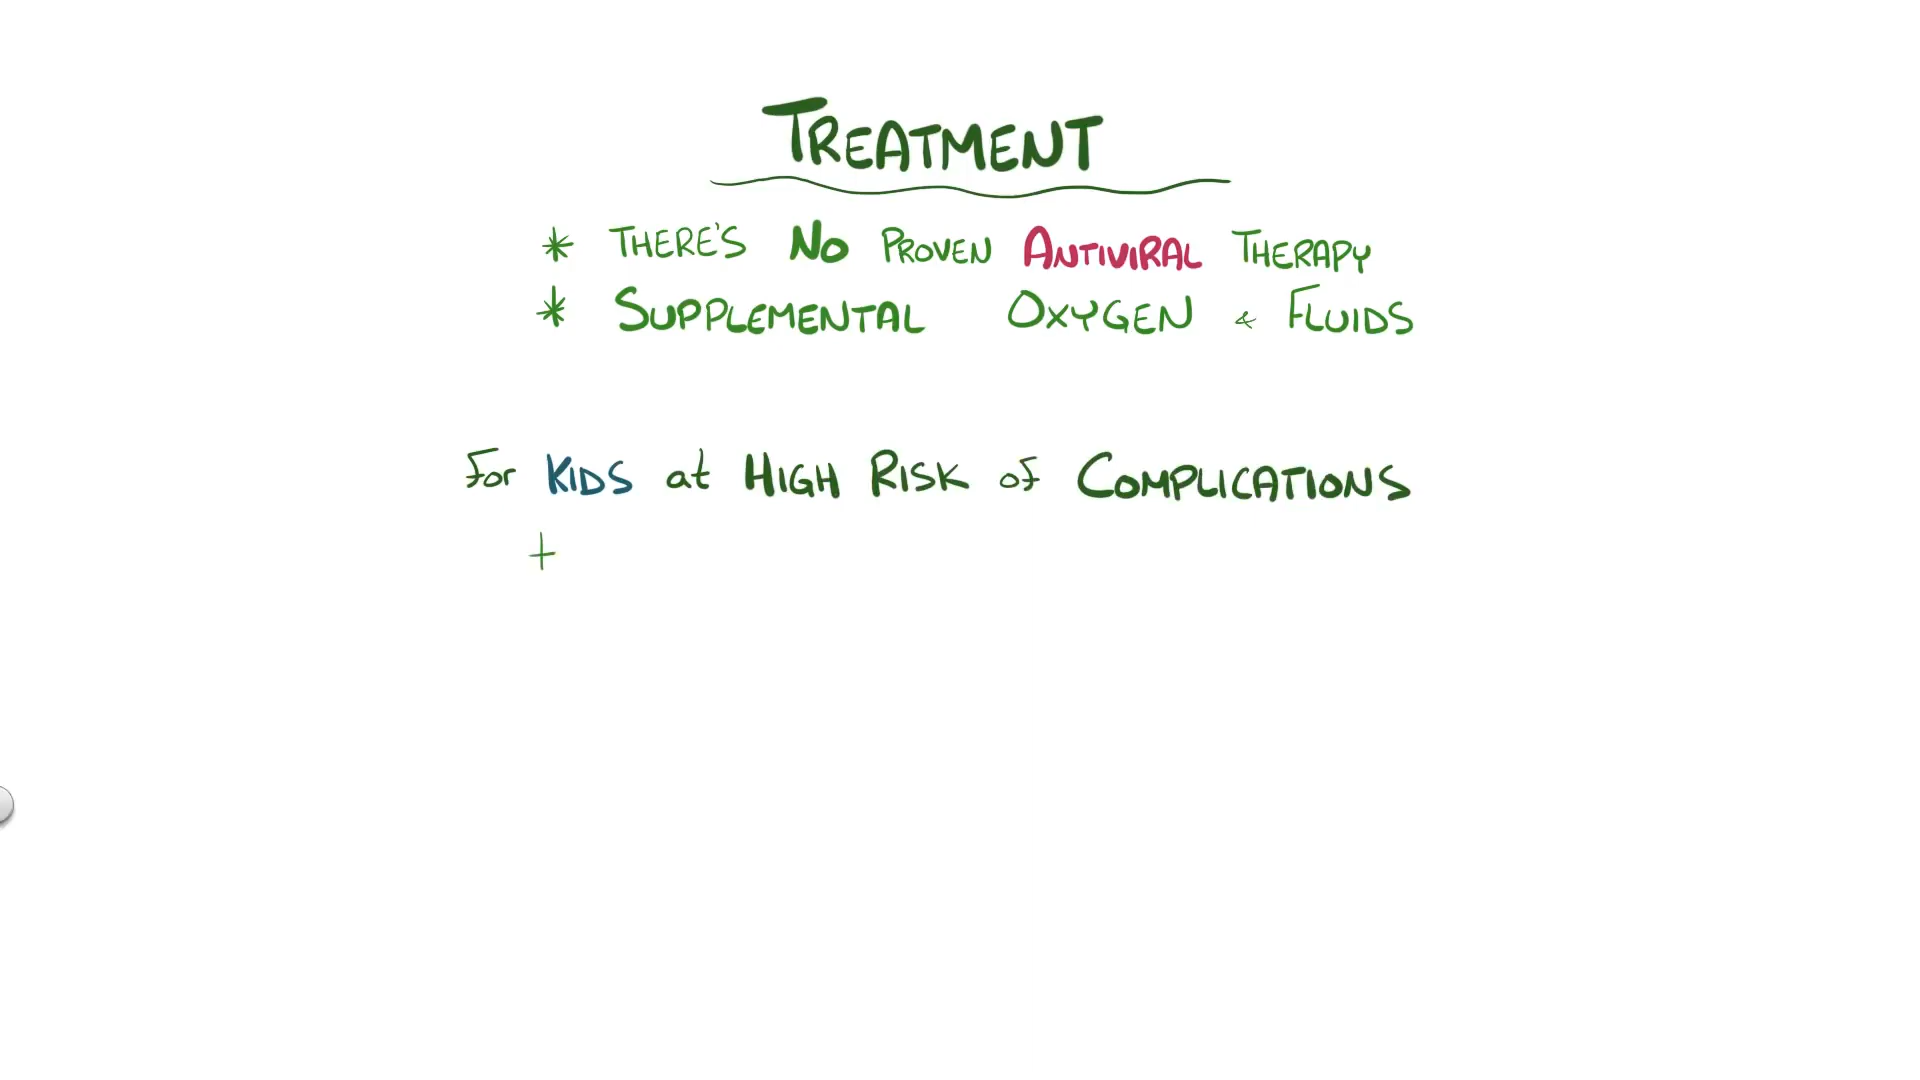 TREATMENT
* THERE'S NO PROVEN ANTIVIRAL THERAPY
* SUPPLEMENTAL OXYGEN & FLUIDS
For KIDS at HIGH RISK of COMPLICATIONS
+